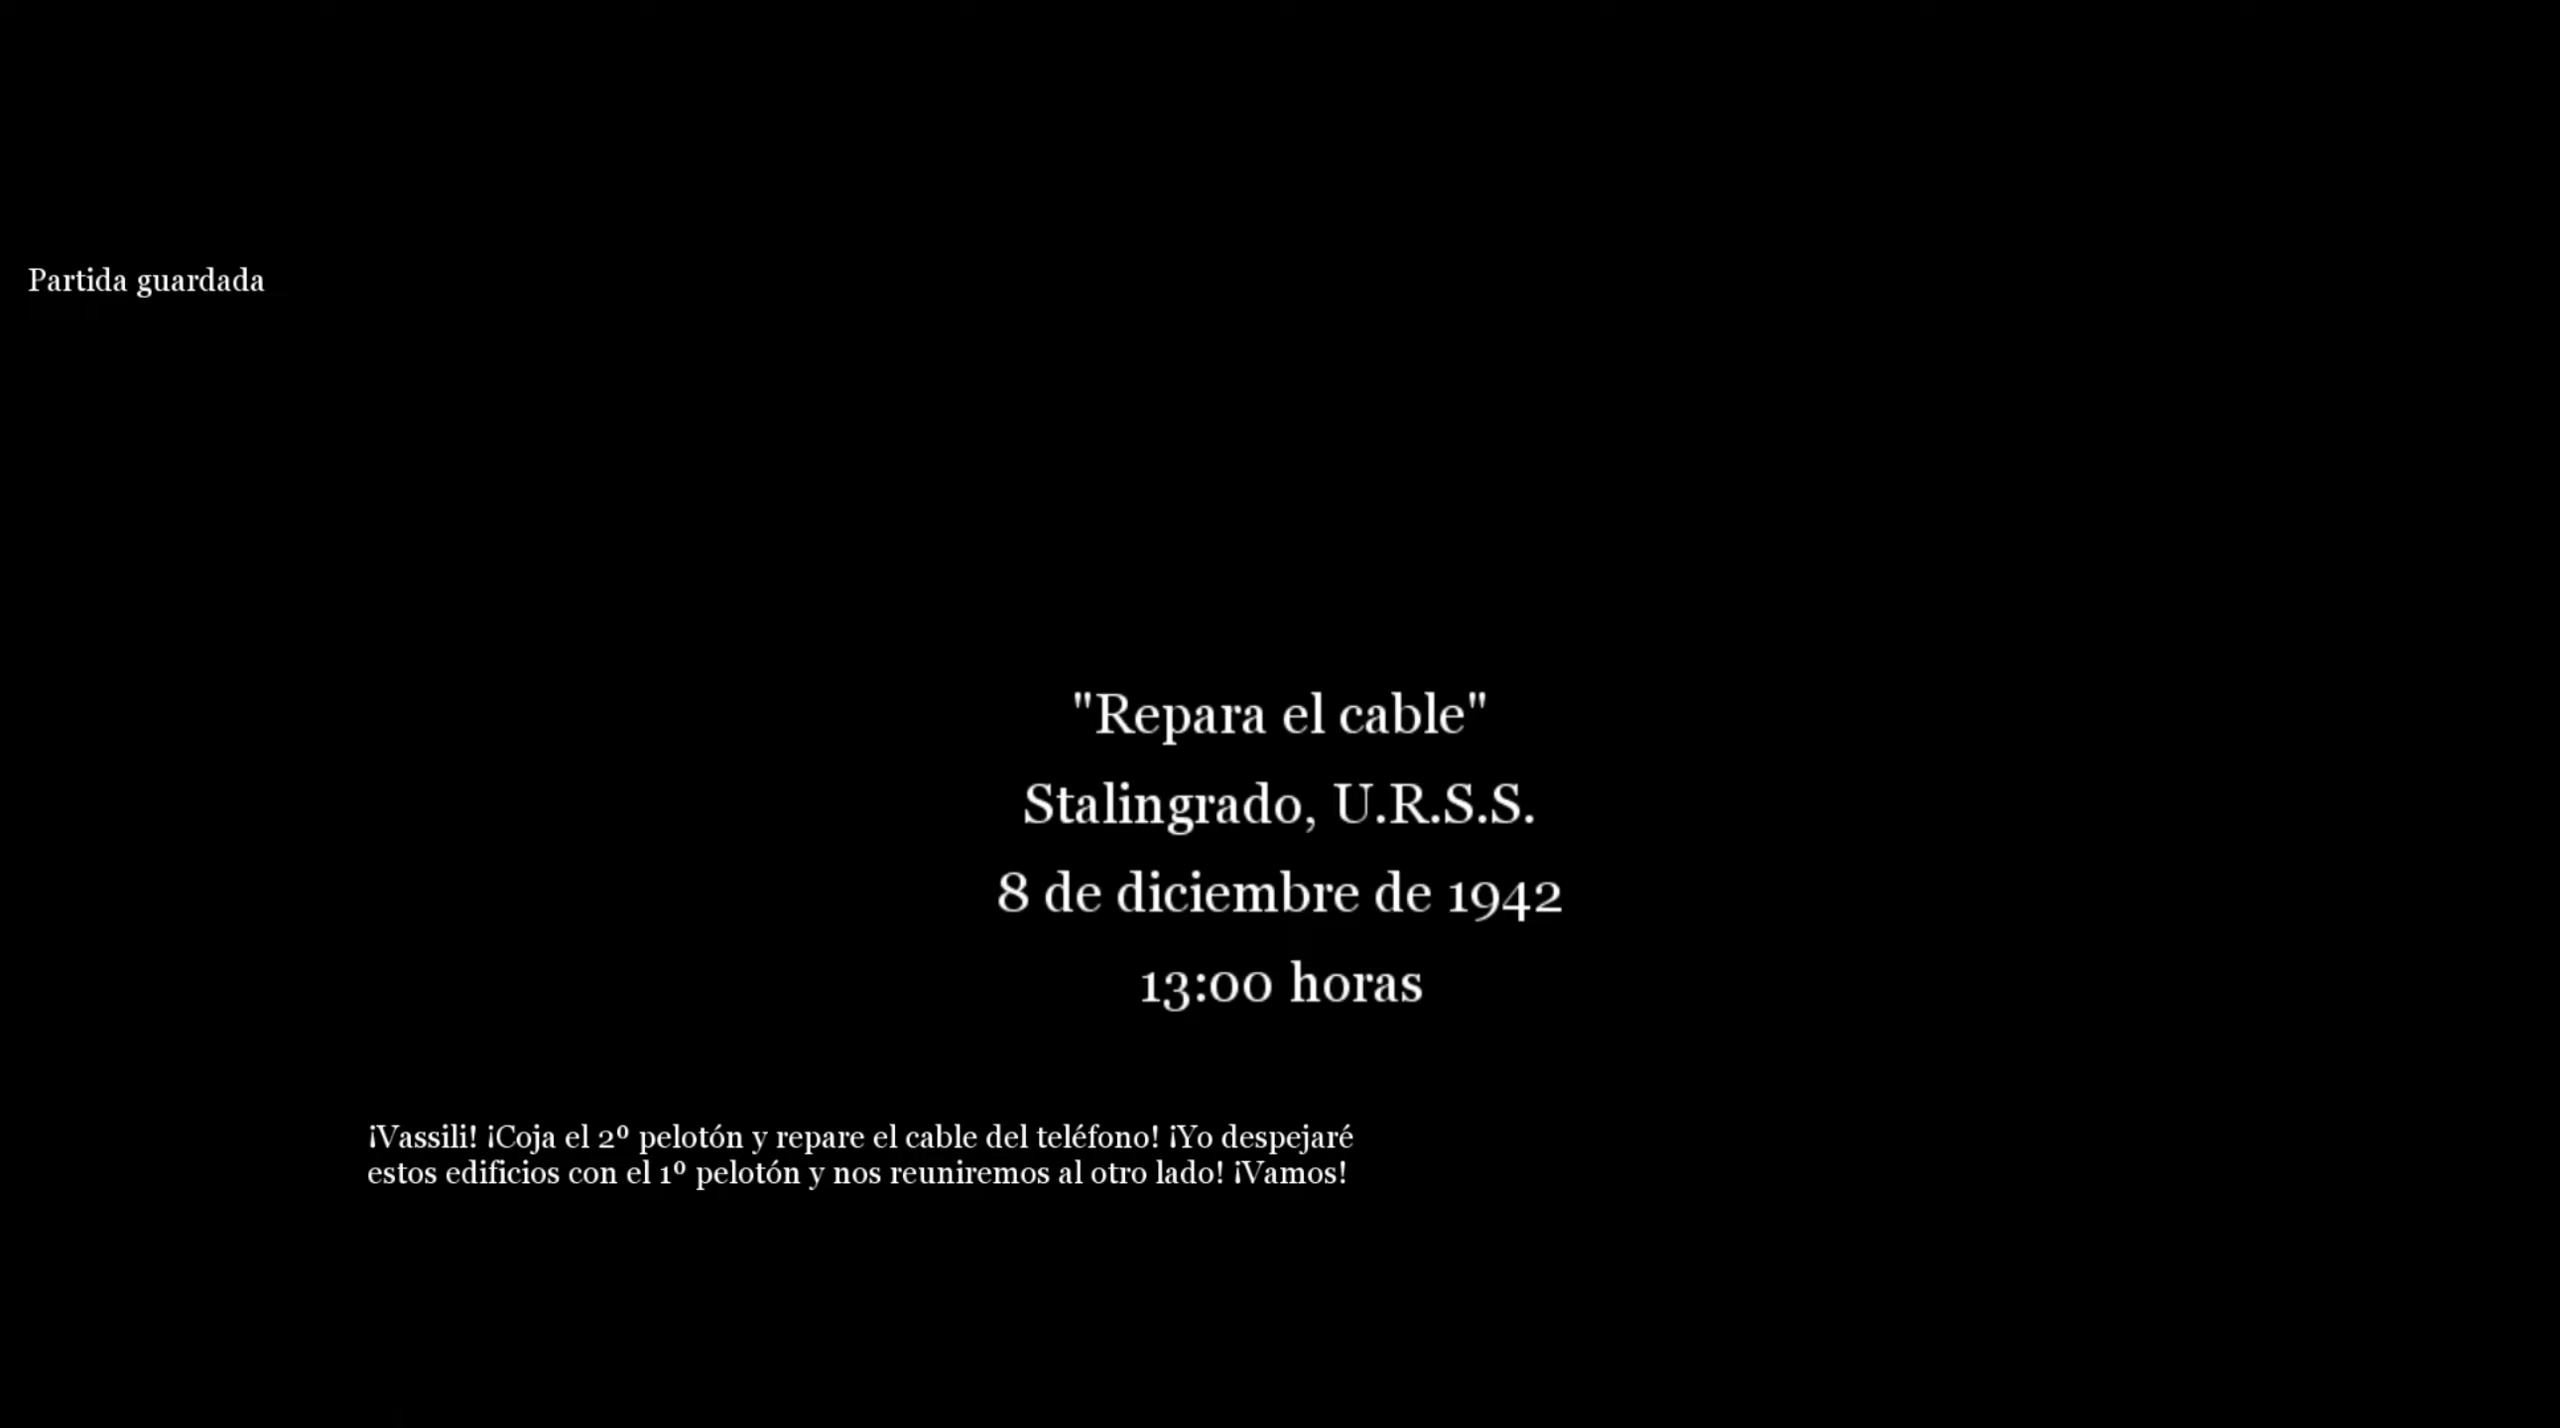 Partida guardada
"Repara el cable"
Stalingrado, U.R.S.S.
8 de diciembre de 1942
13:00 horas
¡Vassili! ¡Coja el 2º pelotón y repare el cable del teléfono! ¡Yo despejaré
estos edificios con el 1º pelotón y nos reuniremos al otro lado! ¡Vamos!